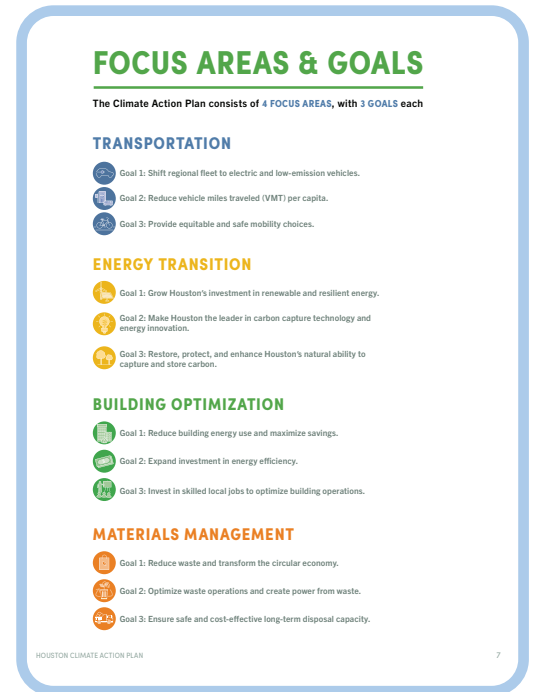 FOCUS AREAS & GOALS
The Climate Action Plan consists of 4 FOCUS AREAS, with 3 GOALS each
TRANSPORTATION
Goal 1: Shift regional fleet to electric and low-emission vehicles.
Goal 2: Reduce vehicle miles traveled (VMT) per capita.
Goal 3: Provide equitable and safe mobility choices.
ENERGY TRANSITION
Goal 1: Grow Houston's investment in renewable and resilient energy.
Goal 2: Make Houston the leader in carbon capture technology and
energy innovation.
Goal 3: Restore, protect, and enhance Houston's natural ability to
capture and store carbon.
BUILDING OPTIMIZATION
Goal 1: Reduce building energy use and maximize savings.
Goal 2: Expand investment in energy efficiency.
Goal 3: Invest in skilled local jobs to optimize building operations.
MATERIALS MANAGEMENT
Goal 1: Reduce waste and transform the circular economy.
Goal 2: Optimize waste operations and create power from waste.
Goal 3: Ensure safe and cost-effective long-term disposal capacity.
HOUSTON CLIMATE ACTION PLAN
7